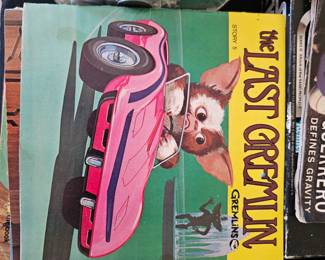 STORY 5
the LAST GREMLIN
GREMLINS
DEFINES GRAVITY